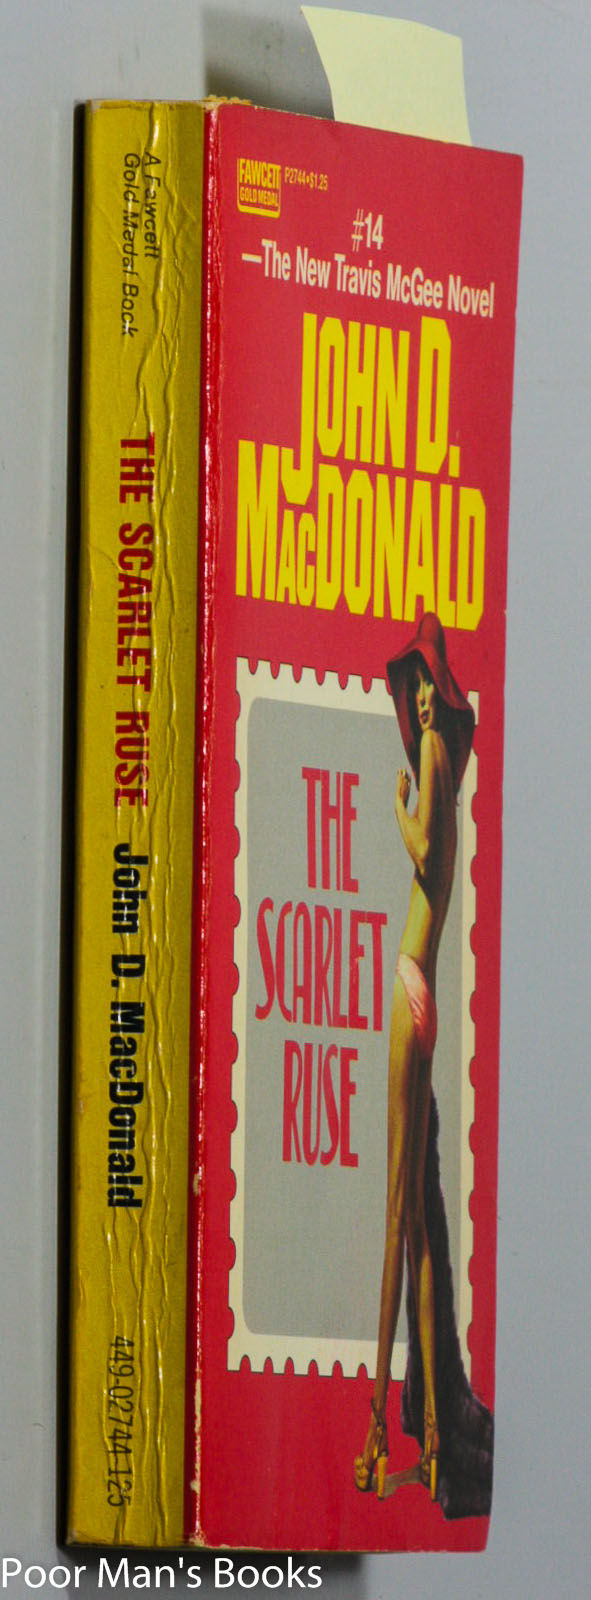 A Fawcett
Gold Medal Book
THE SCARLET RUSE John D. MacDonald
449-02744-125
FAWCETT
GOLD MEDAL
P2744•$1.25
#14
—The New Travis McGee Novel
JOHN D.
MACDONALD
THE
SCARLET
RUSE
Poor Man's Books